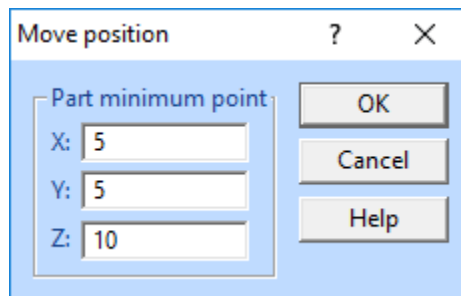 Move position ?
Part minimum point
X: 5
Y: 5
Z: 10
OK
Cancel
Help